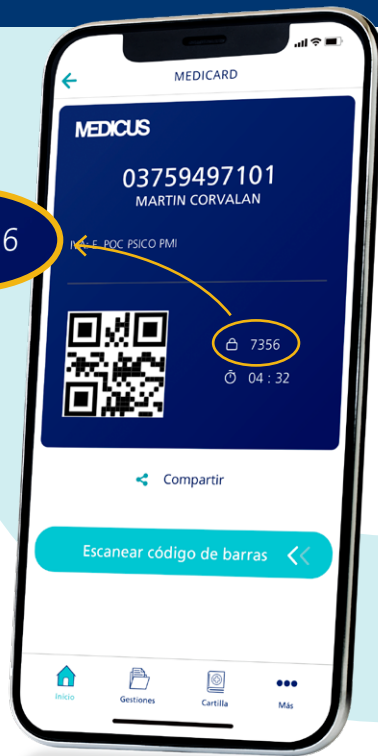 MEDICARD
MEDICUS
03759497101
MARTIN CORVALAN
POC PSICO PMI
6
7356
04 : 32
Compartir
Escanear código de barras
Inicio
Gestiones
Cartilla
Más